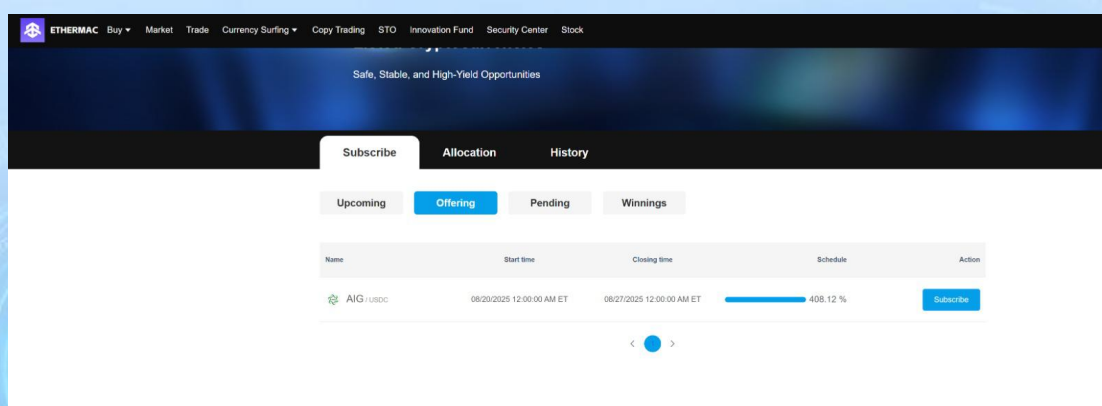 ETHERMAC Buy Market Trade Currency Surfing Copy Trading STO Innovation Fund Security Center Stock
Safe, Stable, and High-Yield Opportunities
Subscribe Allocation History
Upcoming Offering Pending Winnings
Name Start time Closing time Schedule Action
AIG / USDC 08/20/2025 12:00:00 AM ET 08/27/2025 12:00:00 AM ET 408.12 % Subscribe